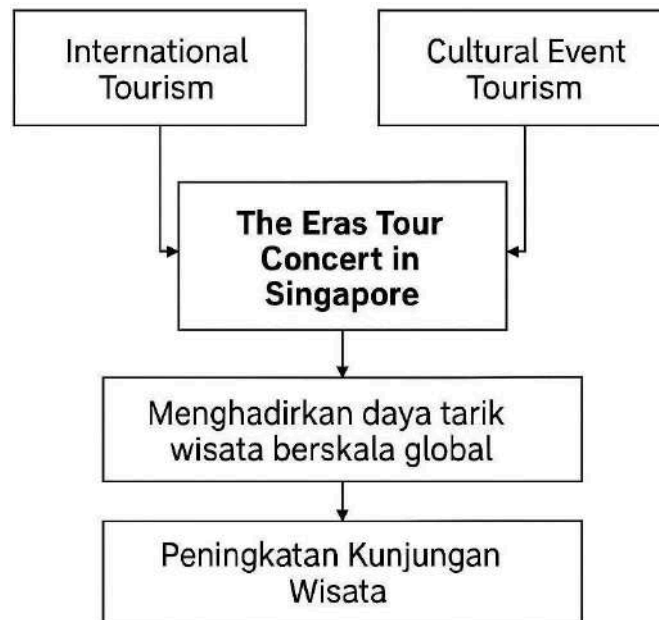 International
Tourism
Cultural Event
Tourism
The Eras Tour
Concert in
Singapore
Menghadirkan daya tarik
wisata berskala global
Peningkatan Kunjungan
Wisata